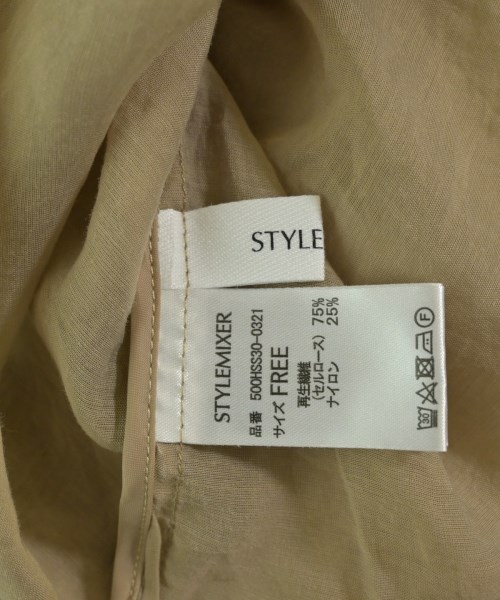 STYLE
STYLEMIXER
品番 500HSS30-0321
サイズ FREE
再生繊維
(セルロース) 75%
ナイロン 25%
30
F